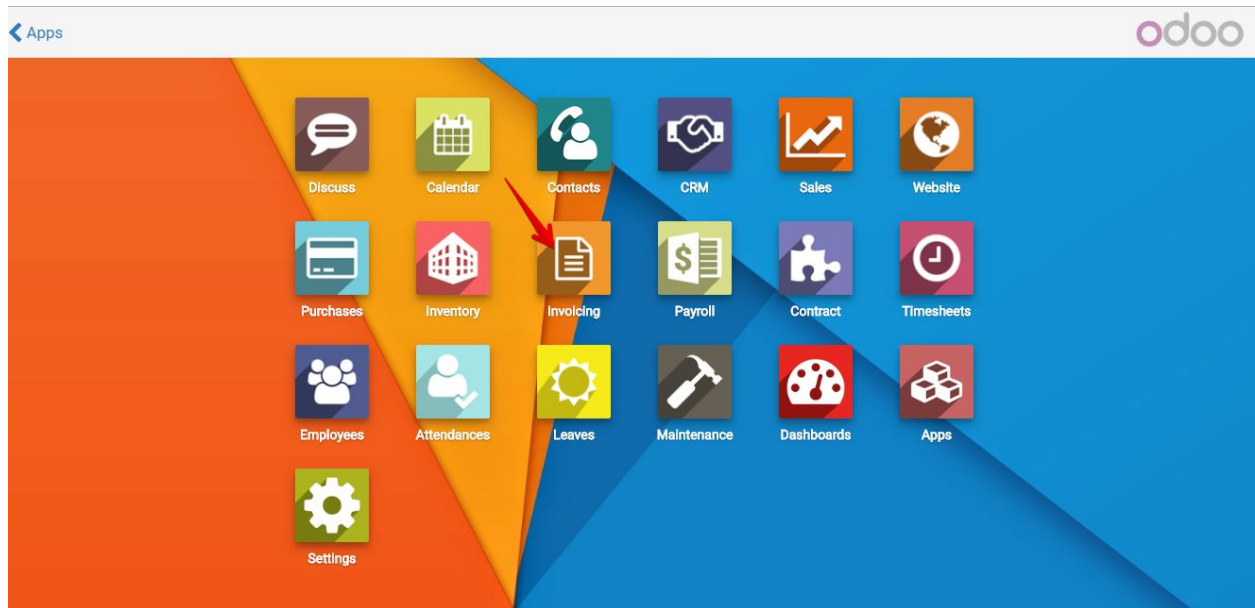 Apps
odoo
Discuss
Calendar
Contacts
CRM
Sales
Website
Purchases
Inventory
Invoicing
Payroll
Contract
Timesheets
Employees
Attendances
Leaves
Maintenance
Dashboards
Apps
Settings